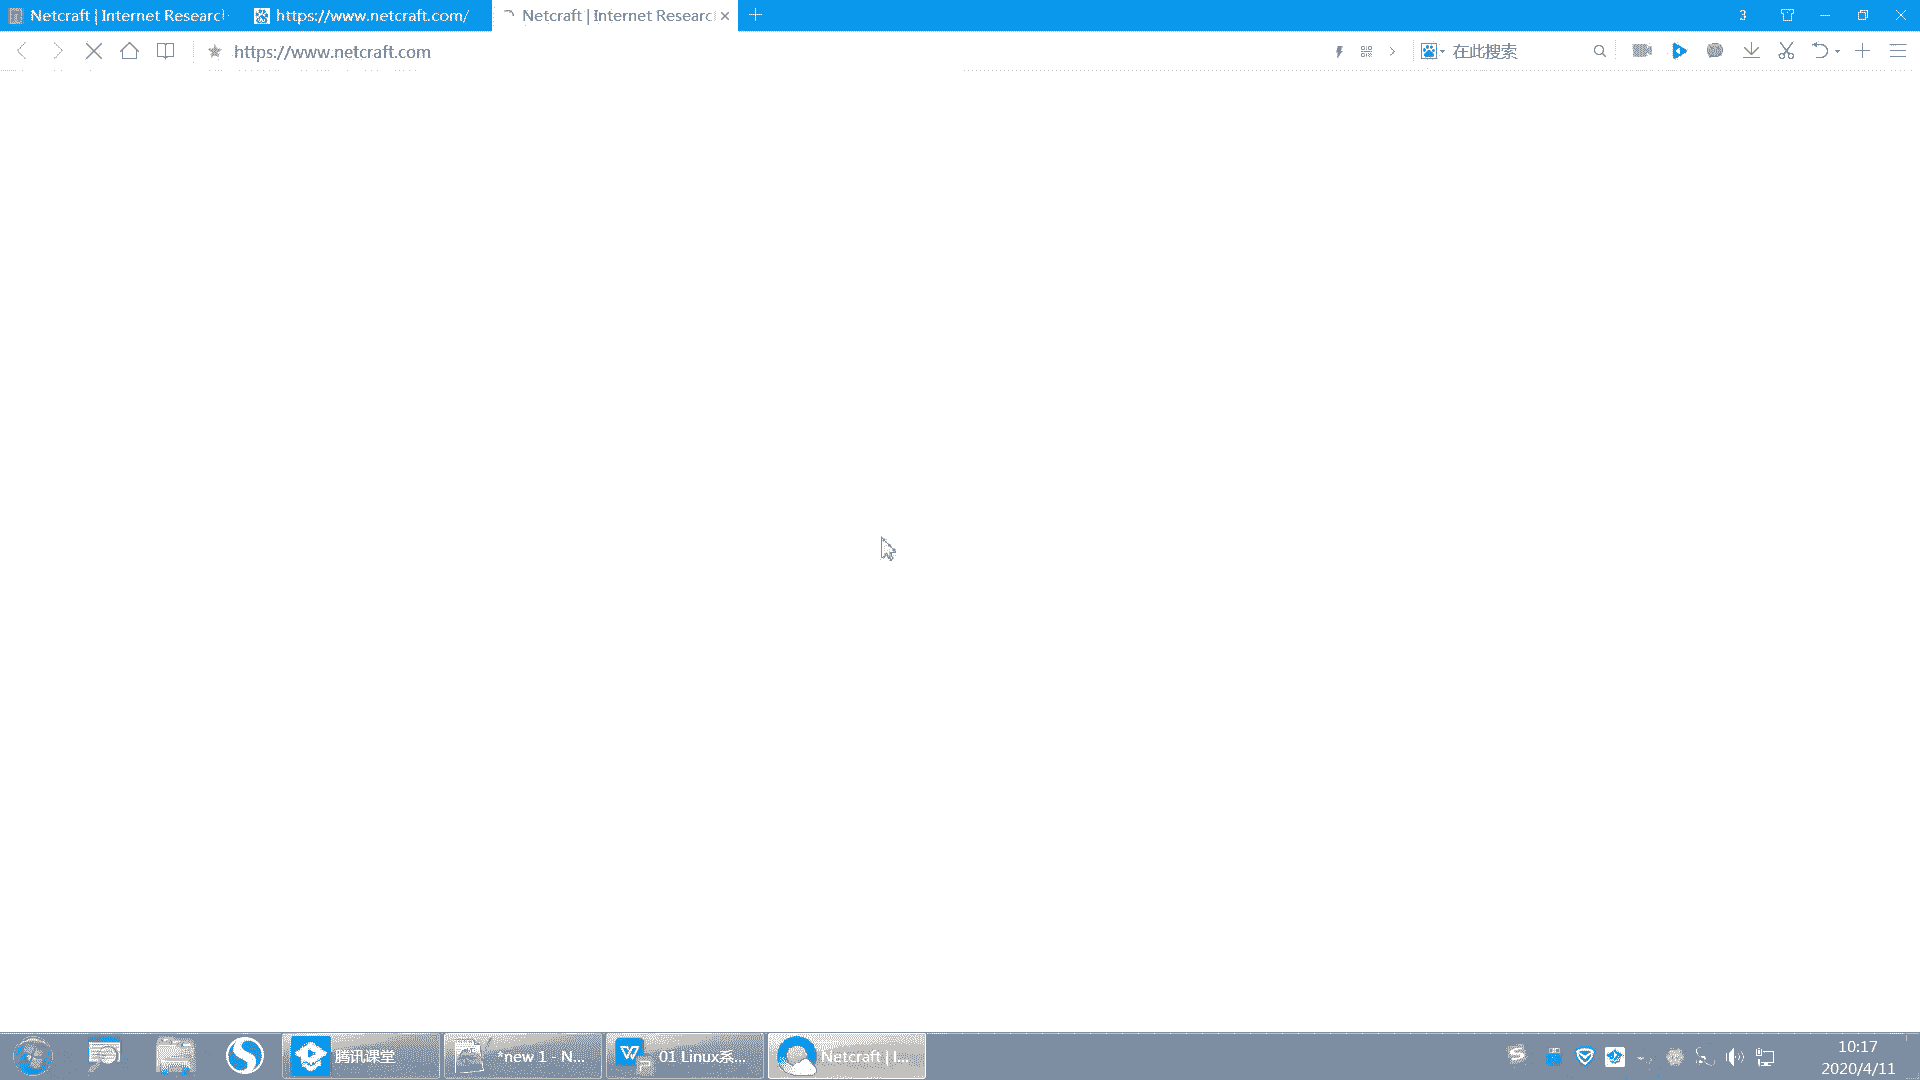 Netcraft | Internet Researcl
https://www.netcraft.com/
Netcraft | Internet Researc
3
https://www.netcraft.com
在此搜索
腾讯课堂
*new 1 - N...
01 Linux系...
Netcraft | I...
10:17
2020/4/11